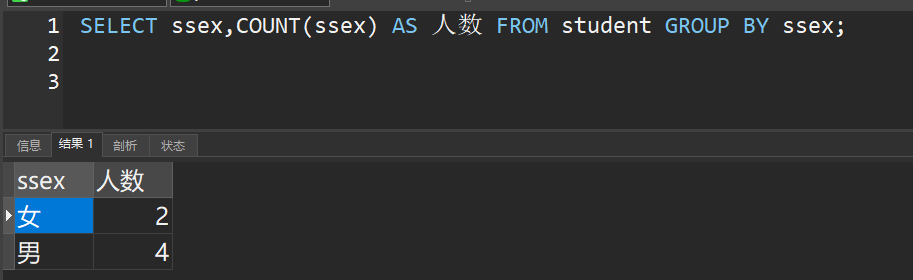 1 SELECT ssex,COUNT(ssex) AS 人数 FROM student GROUP BY ssex;
2
3
信息 结果 1 剖析 状态
ssex 人数
女 2
男 4